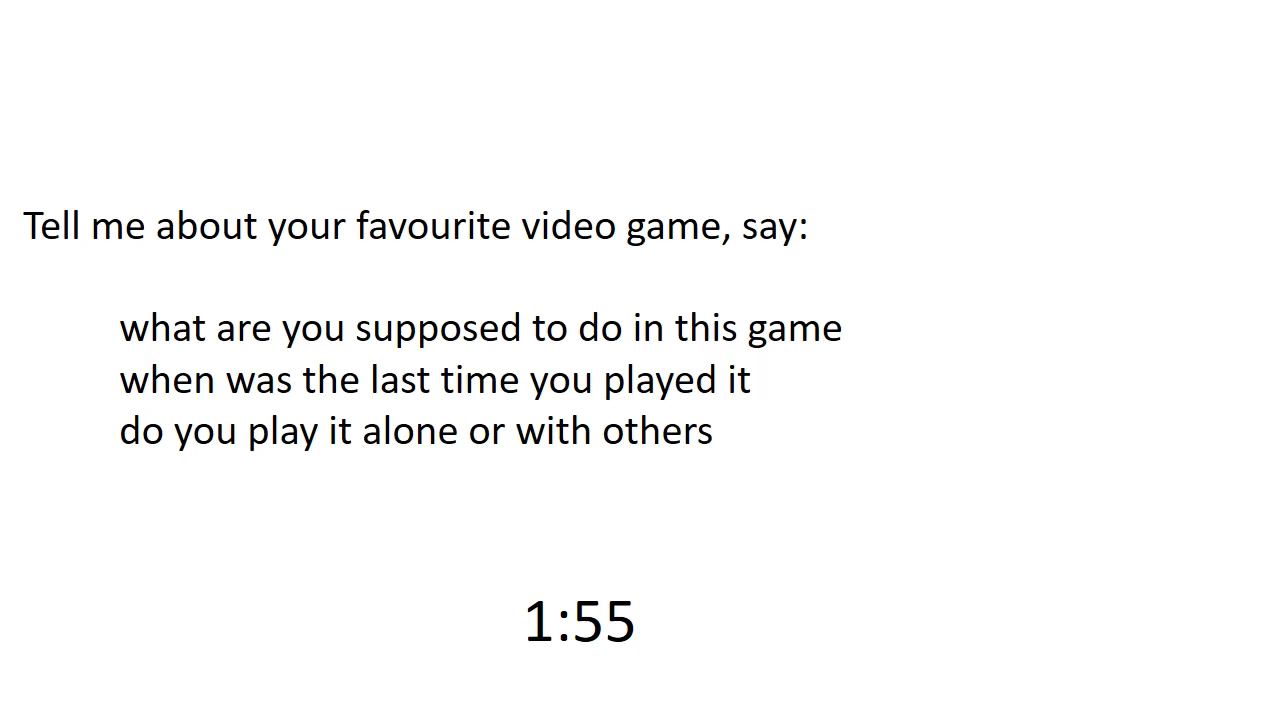 Tell me about your favourite video game, say:
what are you supposed to do in this game
when was the last time you played it
do you play it alone or with others
1:55